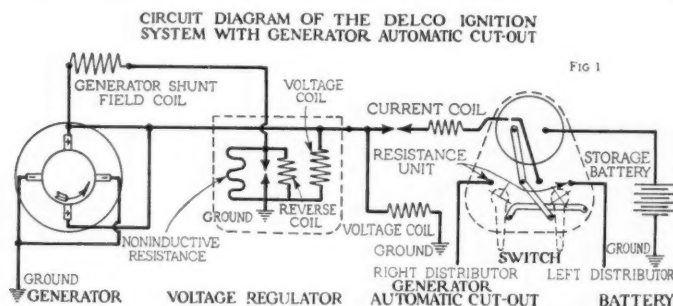 CIRCUIT DIAGRAM OF THE DELCO IGNITION
SYSTEM WITH GENERATOR AUTOMATIC CUT-OUT
FIG 1
GENERATOR SHUNT
FIELD COIL
VOLTAGE
COIL
CURRENT COIL
RESISTANCE
UNIT
STORAGE
BATTERY
GROUND
REVERSE
COIL
NONINDUCTIVE
RESISTANCE
VOLTAGE COIL
GROUND
SWITCH
GROUND
RIGHT DISTRIBUTOR
LEFT DISTRIBUTOR
GROUND
GENERATOR
VOLTAGE REGULATOR
GENERATOR
AUTOMATIC CUT-OUT
BATTERY